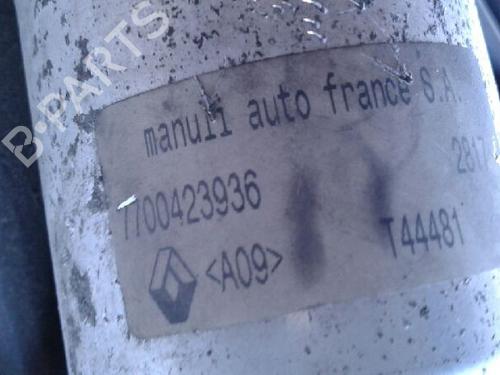 B-PARTS
manuli auto france S.A.
7700423936
<A09> T44481